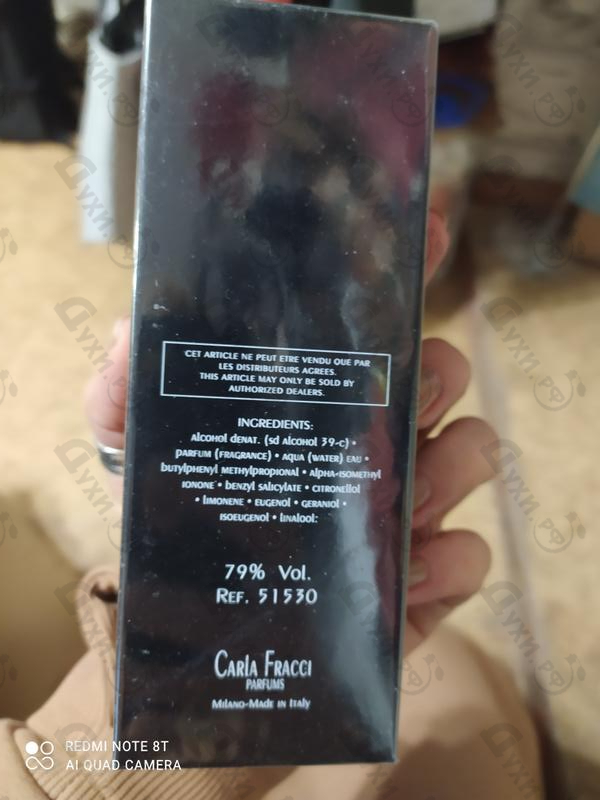 CET ARTICLE NE PEUT ETRE VENDU QUE PAR
LES DISTRIBUTEURS AGREES.
THIS ARTICLE MAY ONLY BE SOLD BY
AUTHORIZED DEALERS.
INGREDIENTS:
alcohol denat. (sd alcohol 39-c) •
parfum (fragrance) • aqua (water) eau •
butylphenyl methylpropional • alpha-isomethyl
ionone • benzyl salicylate • citronellol
• limonene • eugenol • geraniol •
isoeugenol • linalool:
79% Vol.
Ref. 51530
Carla Fracci
PARFUMS
Milano-Made in Italy
REDMI NOTE 8T
AI QUAD CAMERA
Духи.рф